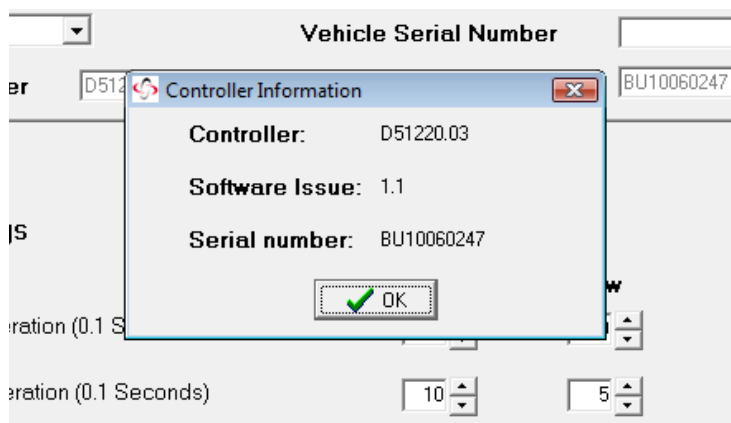 Vehicle Serial Number
er D512 BU10060247
Controller Information
Controller: D51220.03
Software Issue: 1.1
Serial number: BU10060247
OK
gs
w
eration (0.1 S
eration (0.1 Seconds) 10 5